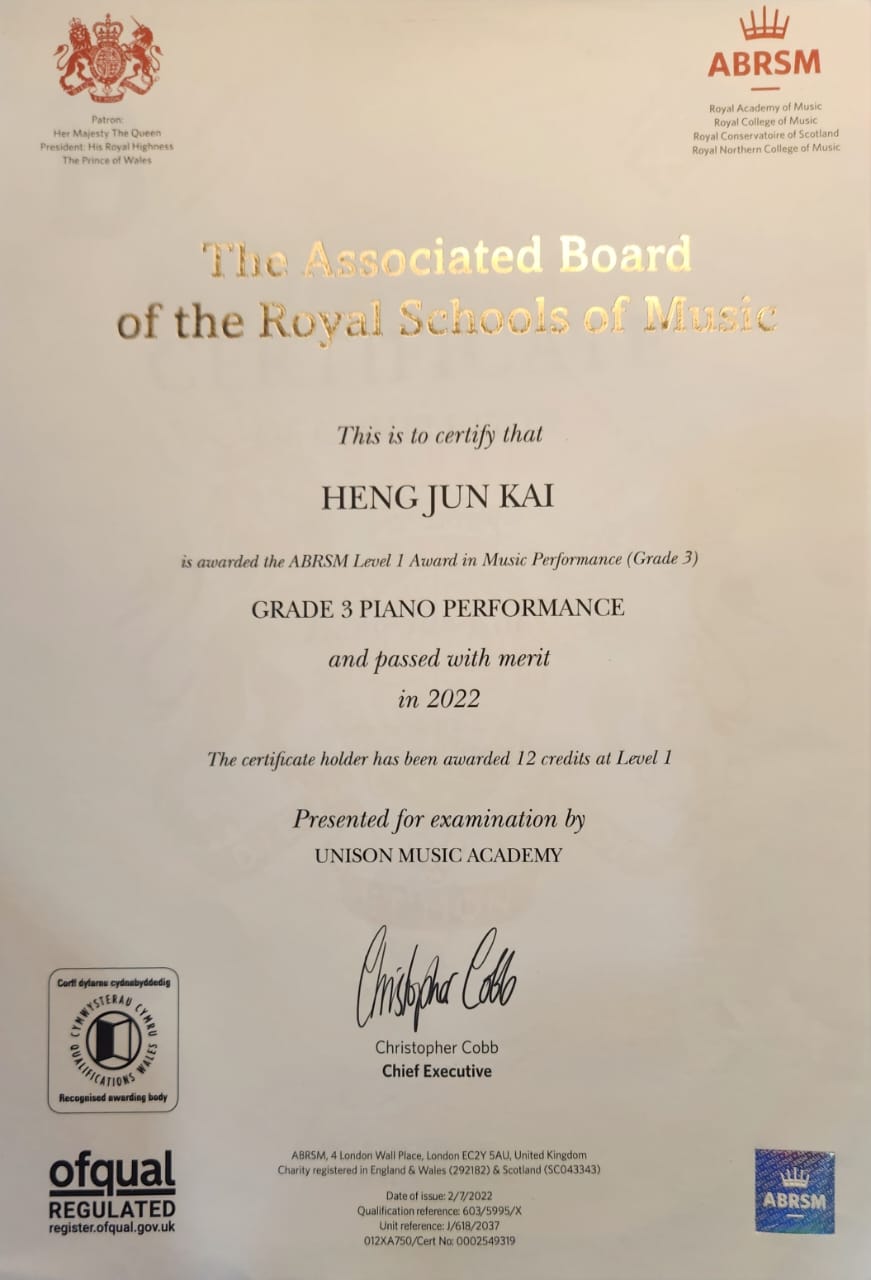 Patron:
Her Majesty The Queen
President: His Royal Highness
The Prince of Wales
ABRSM
Royal Academy of Music
Royal College of Music
Royal Conservatoire of Scotland
Royal Northern College of Music
The Associated Board
of the Royal Schools of Music
This is to certify that
HENG JUN KAI
is awarded the ABRSM Level 1 Award in Music Performance (Grade 3)
GRADE 3 PIANO PERFORMANCE
and passed with merit
in 2022
The certificate holder has been awarded 12 credits at Level 1
Presented for examination by
UNISON MUSIC ACADEMY
Christopher Cobb
Christopher Cobb
Chief Executive
Corff dyfarnu cydnabyddedig
CYMWYSTERAU CYMRU
QUALIFICATIONS WALES
Recognised awarding body
ofqual
REGULATED
register.ofqual.gov.uk
ABRSM, 4 London Wall Place, London EC2Y 5AU, United Kingdom
Charity registered in England & Wales (292182) & Scotland (SC043343)
Date of issue: 2/7/2022
Qualification reference: 603/5995/X
Unit reference: J/618/2037
012XA750/Cert No: 0002549319
ABRSM